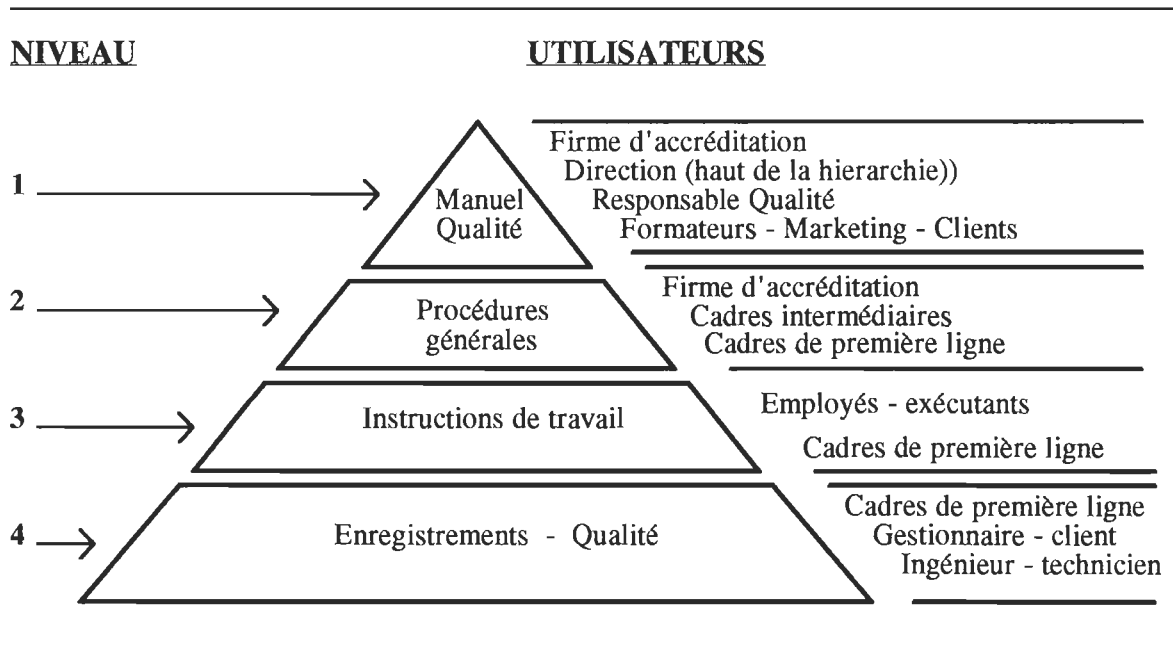 NIVEAU
UTILISATEURS
1
Manuel
Qualité
Firme d'accréditation
Direction (haut de la hierarchie))
Responsable Qualité
Formateurs - Marketing - Clients
2
Procédures
générales
Firme d'accréditation
Cadres intermédiaires
Cadres de première ligne
3
Instructions de travail
Employés - exécutants
Cadres de première ligne
4
Enregistrements - Qualité
Cadres de première ligne
Gestionnaire - client
Ingénieur - technicien